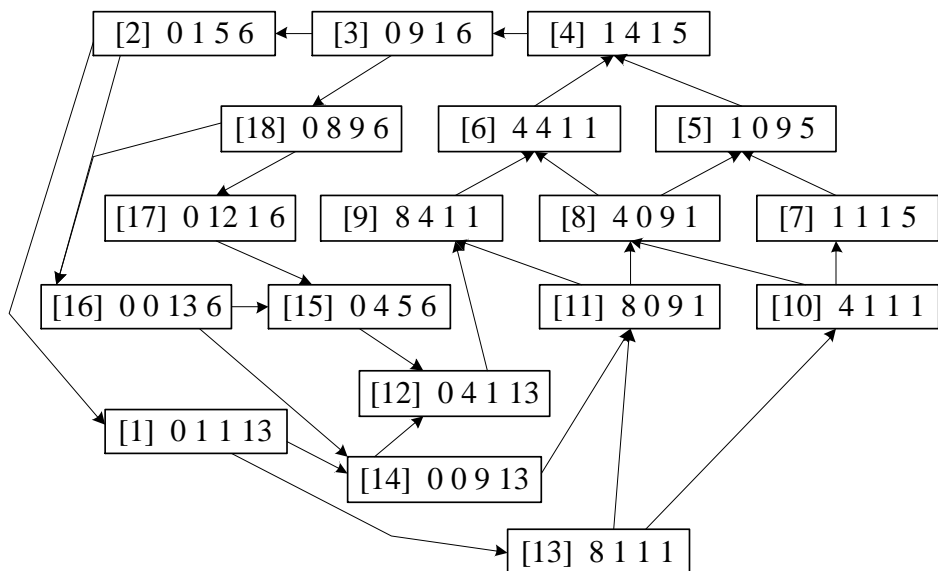 [2] 0 1 5 6
[3] 0 9 1 6
[4] 1 4 1 5
[18] 0 8 9 6
[6] 4 4 1 1
[5] 1 0 9 5
[17] 0 12 1 6
[9] 8 4 1 1
[8] 4 0 9 1
[7] 1 1 1 5
[16] 0 0 13 6
[15] 0 4 5 6
[11] 8 0 9 1
[10] 4 1 1 1
[12] 0 4 1 13
[1] 0 1 1 13
[14] 0 0 9 13
[13] 8 1 1 1